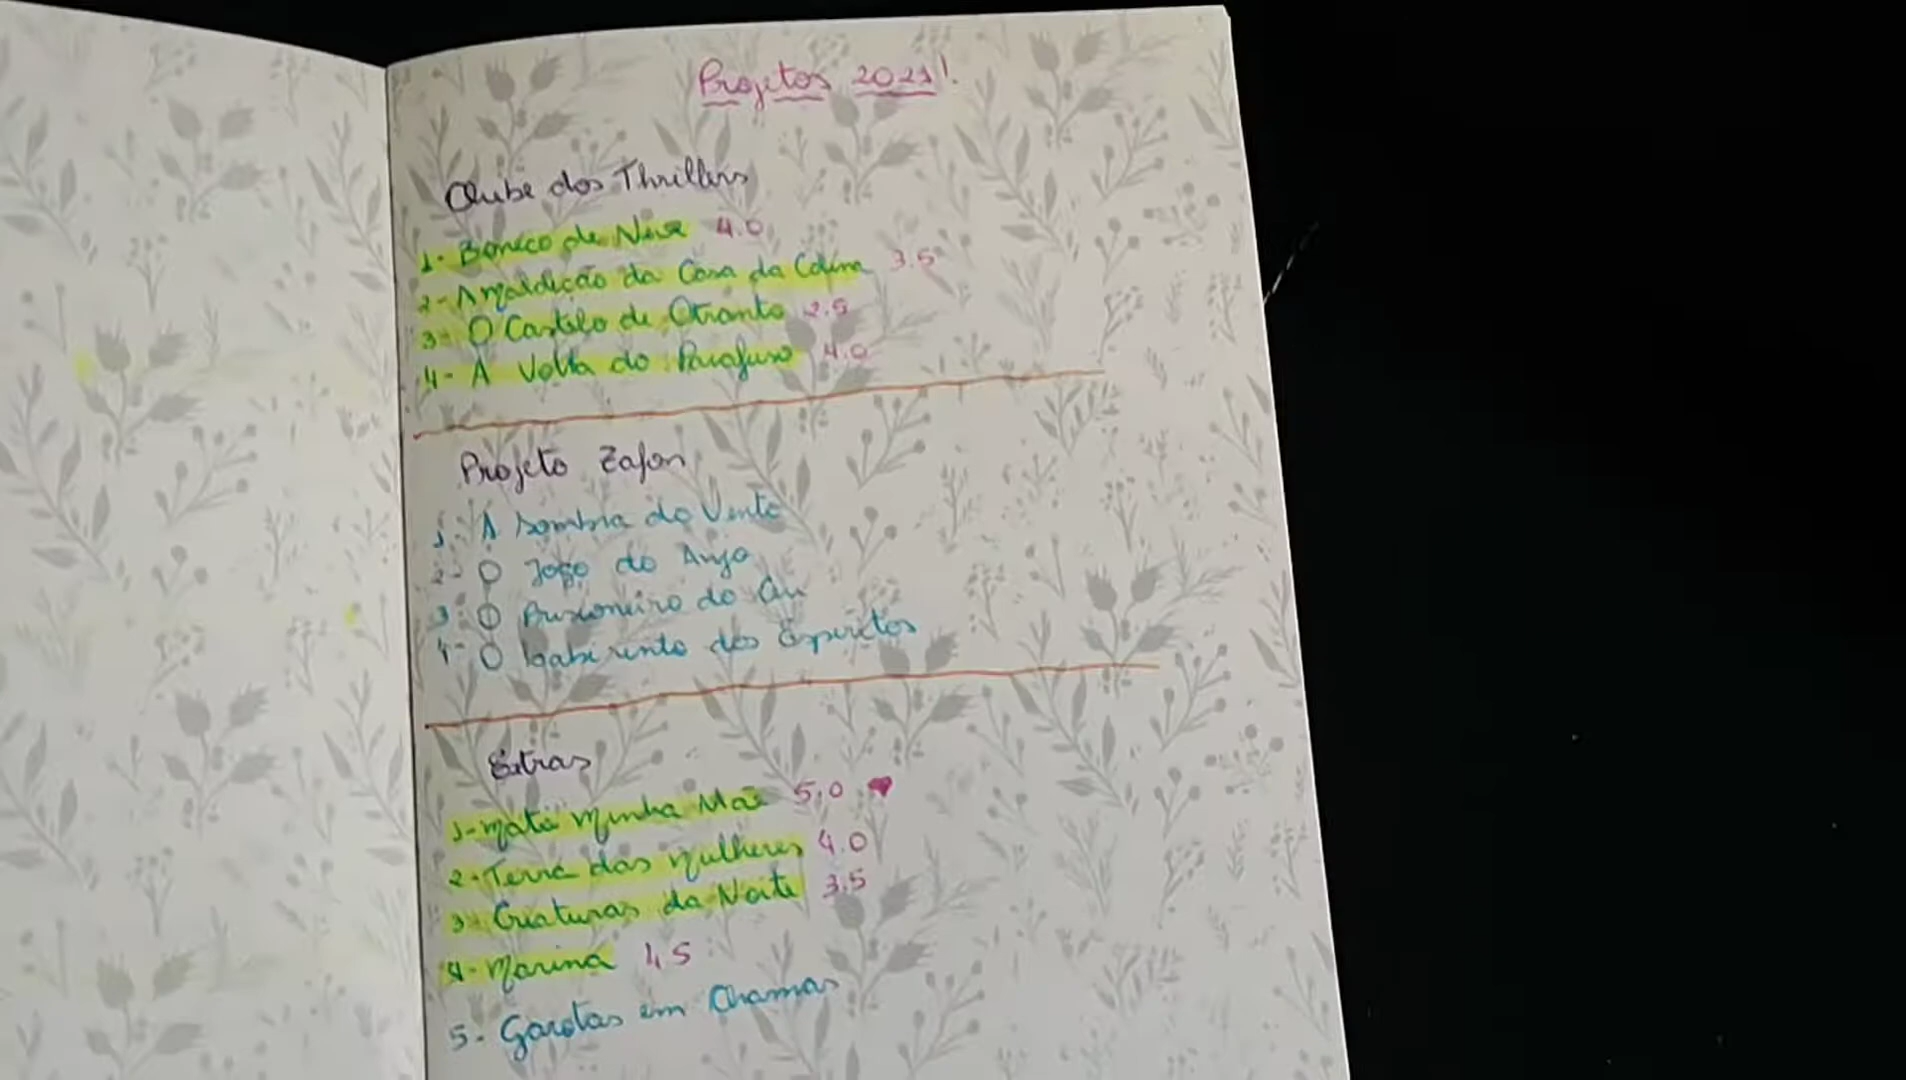 Projetos 2021!
Clube dos Thrillers
1- Boneco de Neve 4.0
2- A Maldição da Casa da Colina 3.5
3- O Castelo de Otranto 2.5
4- A Volta do Parafuso 4.0
Projeto Zafon
1- A Sombra do Vento
2- O Jogo do Anjo
3- O Prisioneiro do Céu
4- O Labirinto dos Espíritos
Extras
1- Matei Minha Mãe 5.0
2- Terra das Mulheres 4.0
3- Criaturas da Noite 3.5
4- Marina 4.5
5- Garotas em Chamas